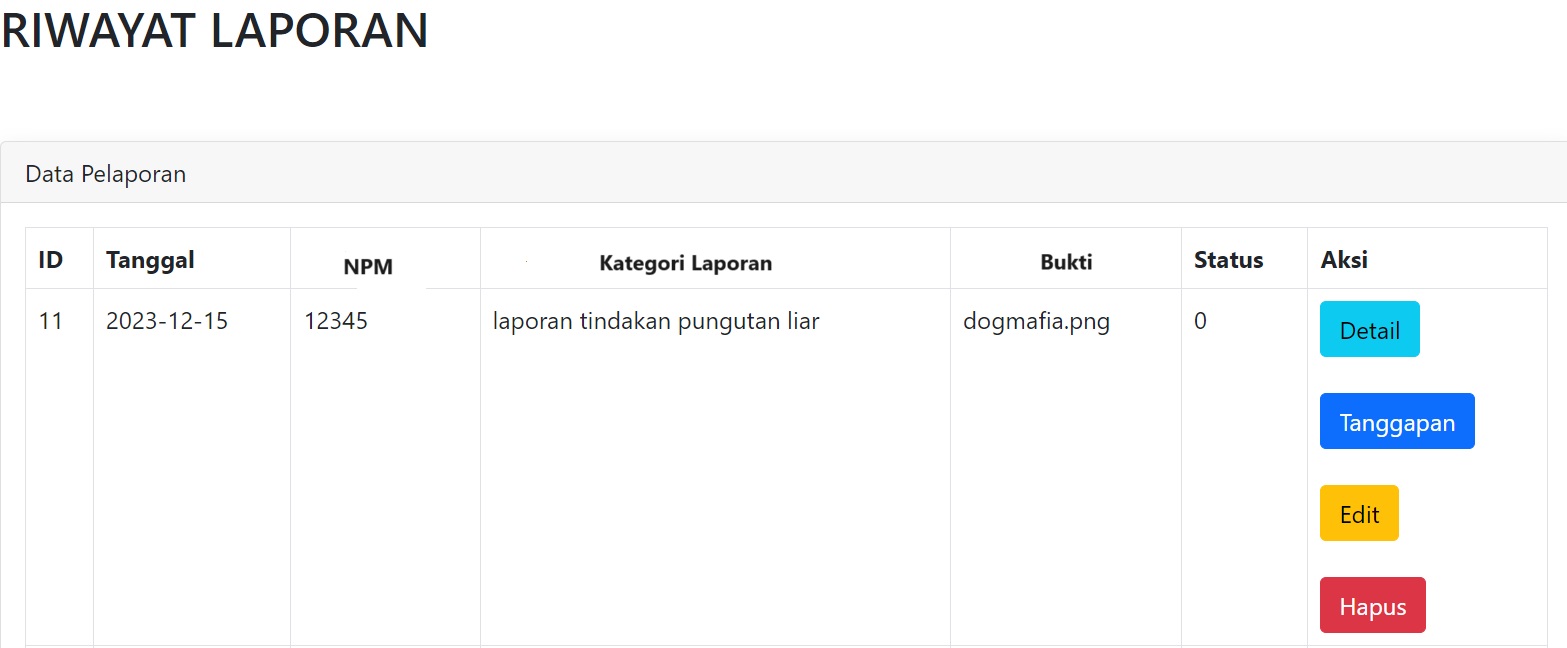 RIWAYAT LAPORAN
Data Pelaporan
ID Tanggal NPM Kategori Laporan Bukti Status Aksi
11 2023-12-15 12345 laporan tindakan pungutan liar dogmafia.png 0 Detail
Tanggapan
Edit
Hapus